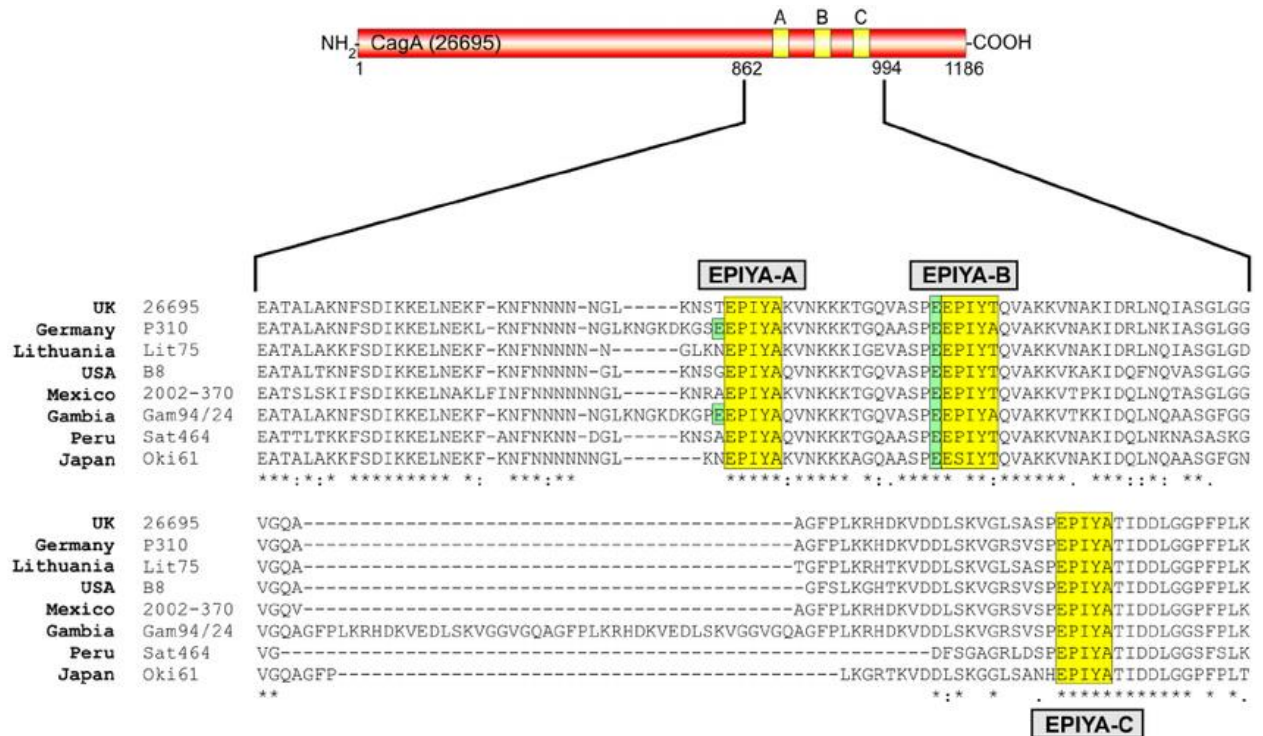 A B C
NH2 CagA (26695) COOH
1 862 994 1186
EPIYA-A EPIYA-B
UK 26695 EATALAKNFSDIKKELNEKF-KNFNNNN-NGL-----KNSTEPIYAKVNKKKTGQVASPEEPIYTQVAKKVNAKIDRLNQIASGLGG
Germany P310 EATALAKNFSDIKKELNEKL-KNFNNNN-NGLKNGKDKGSEEPIYAKVNKKKTGQAASPEEPIYAQVAKKVNAKIDRLNQIASGLGG
Lithuania Lit75 EATALAKKFSDIKKELNEKF-KNFNNNNN-N------GLKNEPIYAKVNKKKIGEVASPEEPIYTQVAKKVNAKIDRLNQIASGLGD
USA B8 EATALTKNFSDIKKELNEKF-KNFNNNNNNGL-----KNSGEPIYAQVNKKKTGQVASPEEPIYAQVAKKVKAKIDQFNQVASGLGG
Mexico 2002-370 EATSLSKIFSDIKKELNAKLFINFNNNNNNGL-----KNRAEPIYAKVNKKKTGQVASPEEPIYTQVAKKVTPKIDQLNQTASGLGG
Gambia Gam94/24 EATALAKNFSDIKKELNEKF-KNFNNNN-NGLKNGKDKGPEEPIYAQVNKKKTGQVASPEEPIYAQVAKKVTKKIDQLNQAASGFGG
Peru Sat464 EATTLTKKFSDIKKELNEKF-ANFNKNN-DGL-----KNSAEPIYAQVNKKKTGQAASPEEPIYTQVAKKVNAKIDQLNKNASASKG
Japan Oki61 EATALAKKFSDIKKELNEKF-KNFNNNNNNGL-------KNEPIYAKVNKKKAGQAASPEESIYTQVAKKVNAKIDQLNQAASGFGN
***:*:* ********** *: ***:** *****:****** *:.*****.**:******. ***::*: **.
UK 26695 VGQA-------------------------------------------AGFPLKRHDKVDDLSKVGLSASPEPIYATIDDLGGPFPLK
Germany P310 VGQA-------------------------------------------AGFPLKKHDKVDDLSKVGRSVSPEPIYATIDDLGGPFPLK
Lithuania Lit75 VGQA-------------------------------------------TGFPLKRHTKVDDLSKVGLSASPEPIYATIDDLGGPFPLK
USA B8 VGQA--------------------------------------------GFSLKGHTKVDDLSKVGRSVSPEPIYATIDDLGGPFPLK
Mexico 2002-370 VGQV-------------------------------------------AGFPLKRHDKVDDLSKVGRSVSPEPIYATIDDLGGPFPLK
Gambia Gam94/24 VGQAGFPLKRHDKVEDLSKVGGVGQAGFPLKRHDKVEDLSKVGGVGQAGFPLKRHDKVDDLSKVGRSVSPEPIYATIDDLGGSFPLK
Peru Sat464 VG---------------------------------------------------------DFSGAGRLDSPEPIYATIDDLGGSFSLK
Japan Oki61 VGQAGFP--------------------------------------------LKGRTKVDDLSKGGLSANHEPIYATIDDLGGPFPLT
** *:* * . ************ * *.
EPIYA-C